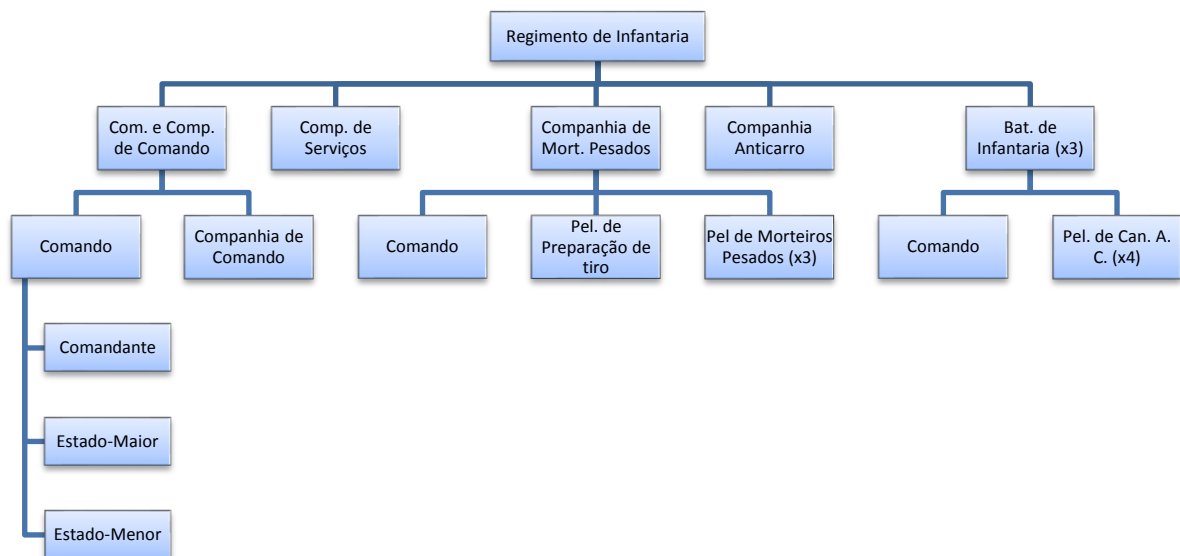 Regimento de Infantaria
Com. e Comp.
de Comando
Comp. de
Serviços
Companhia de
Mort. Pesados
Companhia
Anticarro
Bat. de
Infantaria (x3)
Comando
Companhia de
Comando
Comando
Pel. de
Preparação de
tiro
Pel de Morteiros
Pesados (x3)
Comando
Pel. de Can. A.
C. (x4)
Comandante
Estado-Maior
Estado-Menor